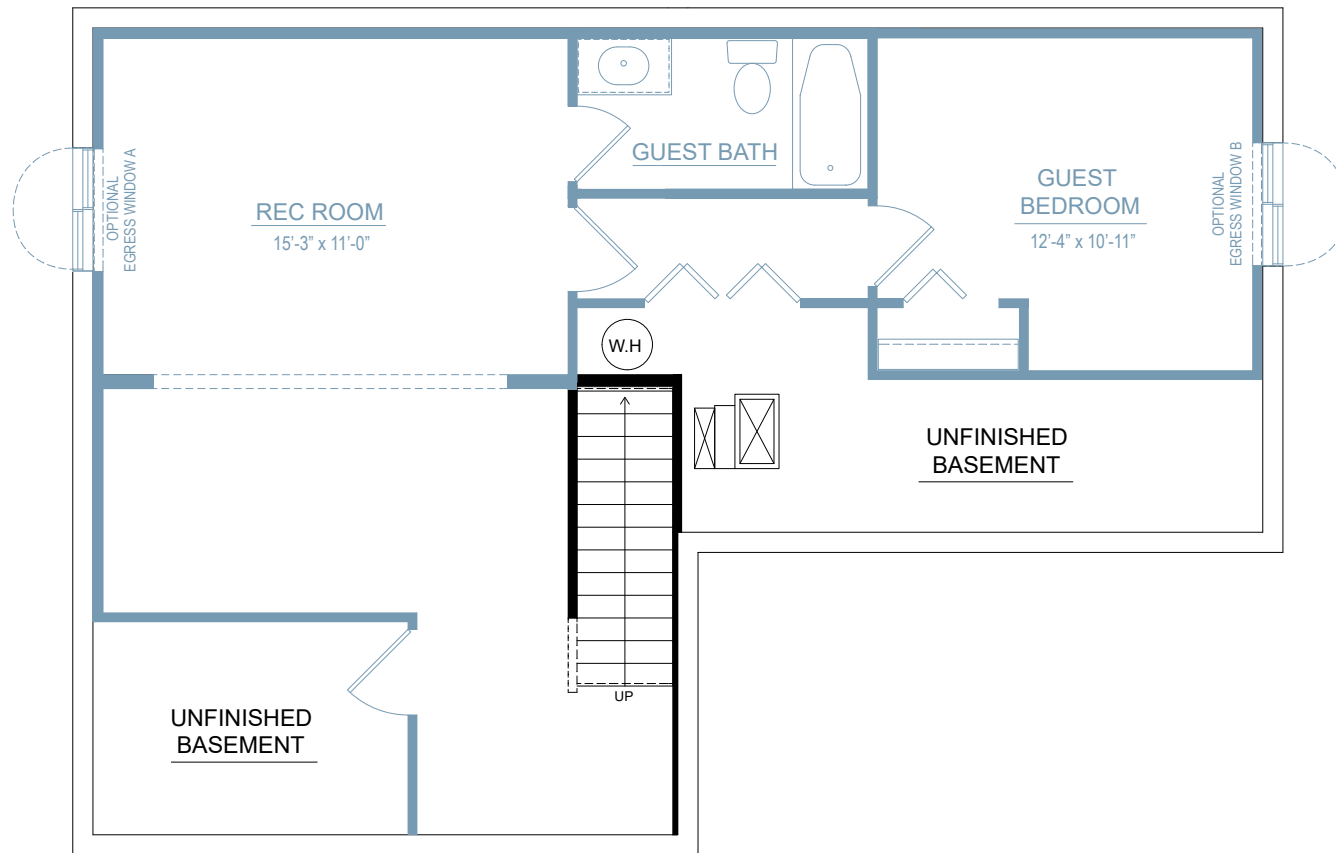 GUEST BATH
REC ROOM
15’-3” x 11’-0”
OPTIONAL
EGRESS WINDOW A
GUEST
BEDROOM
12’-4” x 10’-11”
OPTIONAL
EGRESS WINDOW B
W.H
UNFINISHED
BASEMENT
UP
UNFINISHED
BASEMENT